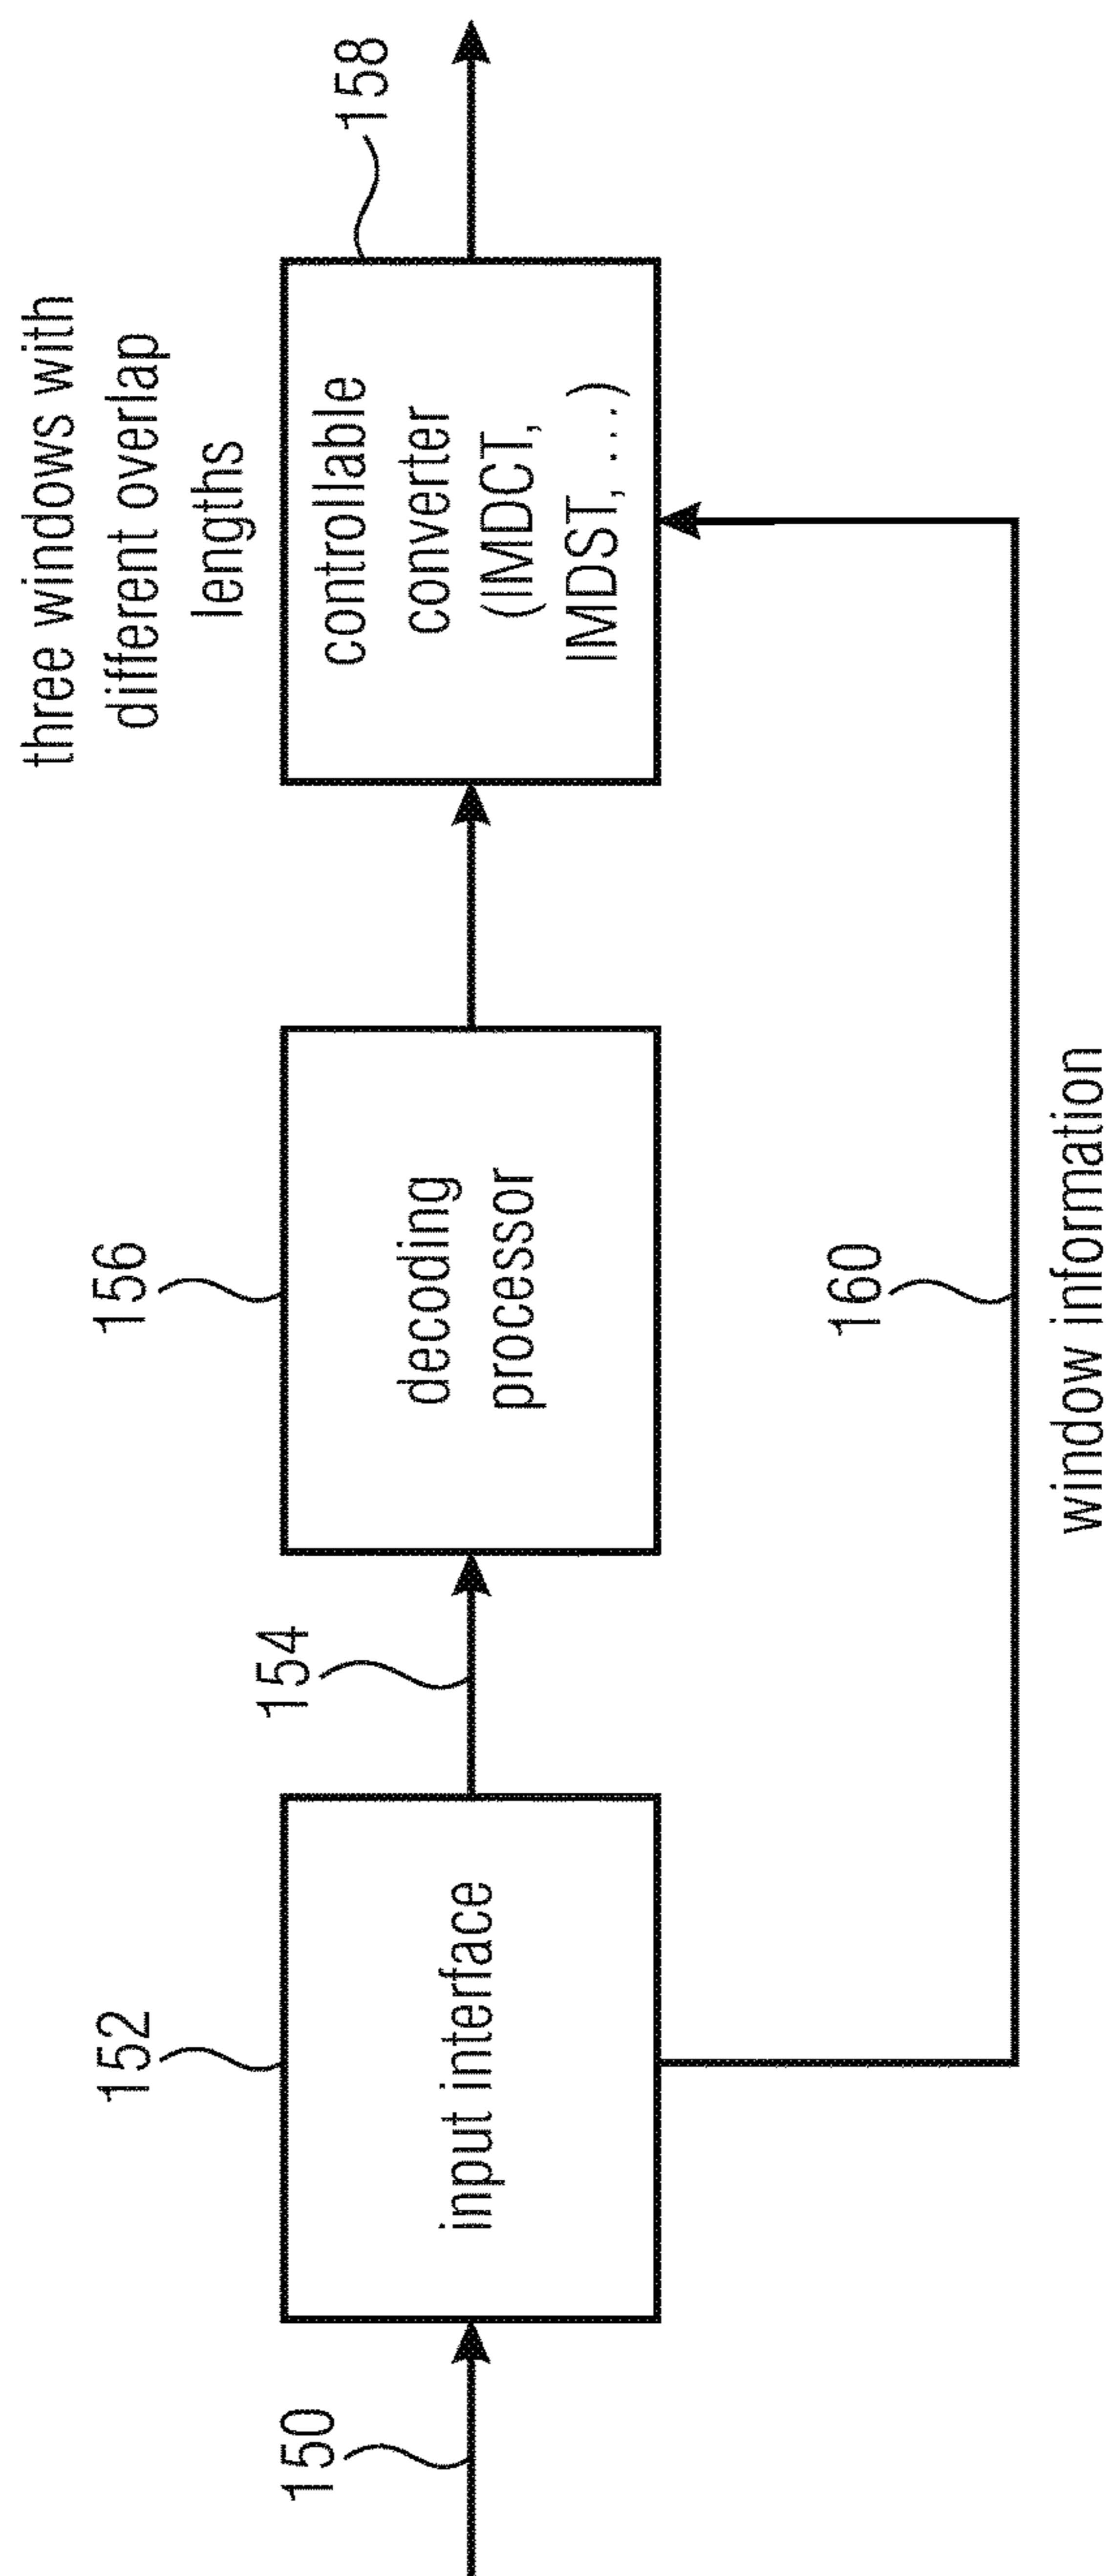 three windows with
different overlap
lengths
150
152
input interface
154
156
decoding
processor
158
controllable
converter
(IMDCT,
IMDST, ...)
160
window information